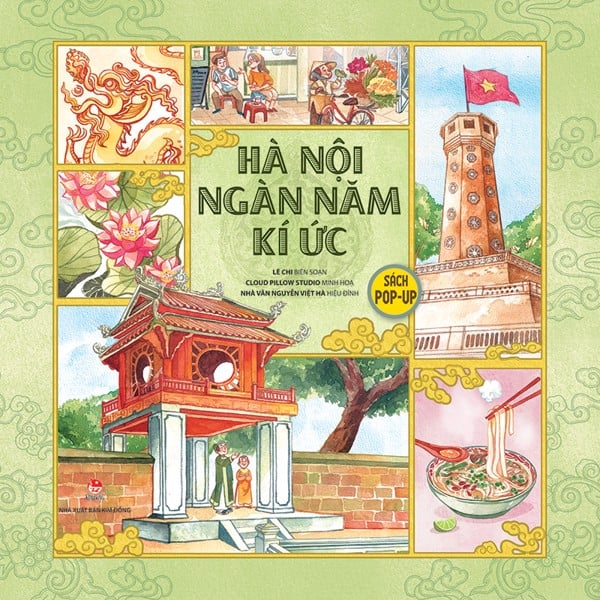 HÀ NỘI
NGÀN NĂM
KÍ ỨC
LÊ CHI BIÊN SOẠN
CLOUD PILLOW STUDIO MINH HOẠ
NHÀ VĂN NGUYỄN VIỆT HÀ HIỆU ĐÍNH
SÁCH
POP-UP
NHÀ XUẤT BẢN KIM ĐỒNG